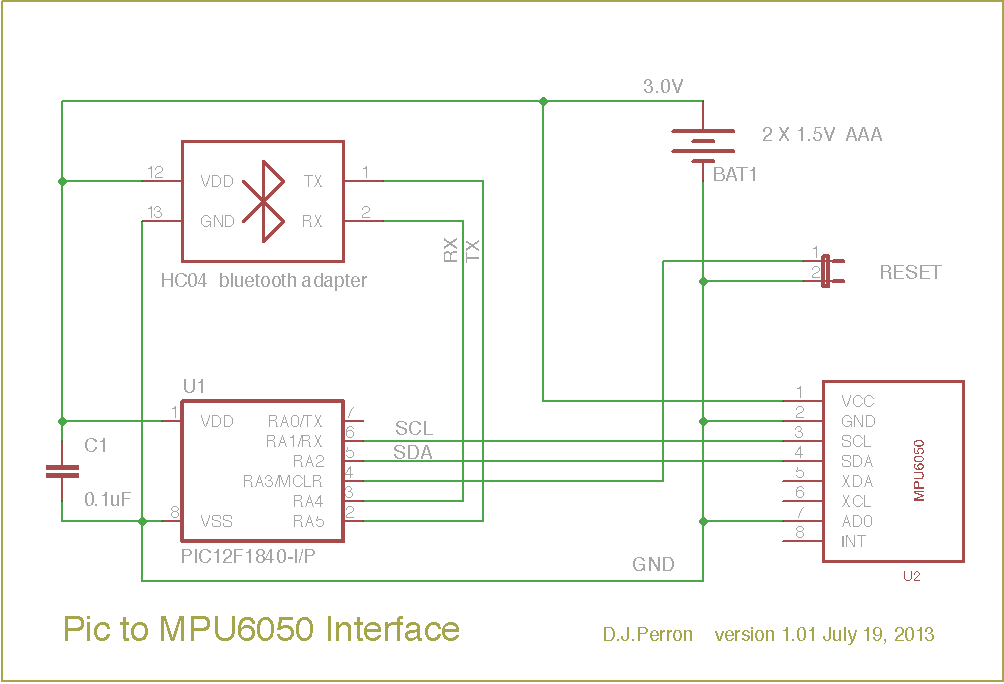 3.0V
2 X 1.5V AAA
BAT1
12 VDD TX 1
13 GND RX 2
HC04 bluetooth adapter
RX
TX
1
2
RESET
U1
1 VDD RA0/TX 7
RA1/RX 6
RA2 5
RA3/MCLR 4
RA4 3
8 VSS RA5 2
PIC12F1840-I/P
C1
0.1uF
SCL
SDA
GND
1 VCC
2 GND
3 SCL
4 SDA
5 XDA
6 XCL
7 AD0
8 INT
MPU6050
U2
Pic to MPU6050 Interface
D.J.Perron version 1.01 July 19, 2013